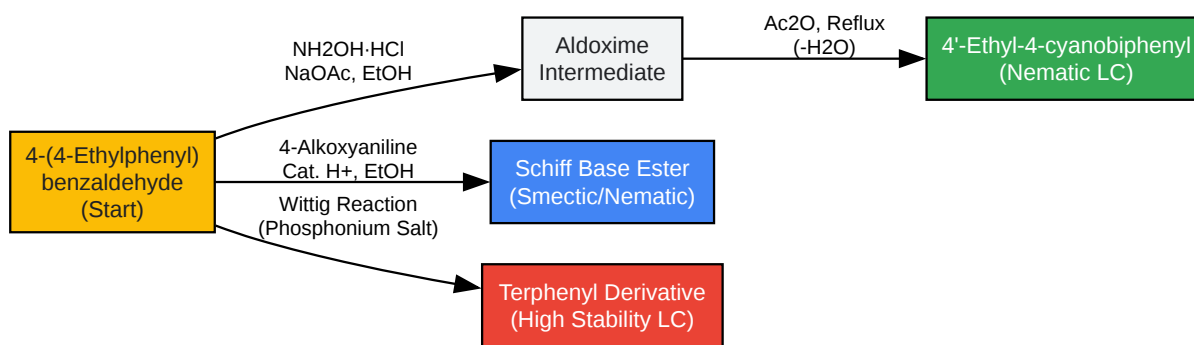 4-(4-Ethylphenyl)
benzaldehyde
(Start)
NH2OH·HCl
NaOAc, EtOH
Aldoxime
Intermediate
Ac2O, Reflux
(-H2O)
4'-Ethyl-4-cyanobiphenyl
(Nematic LC)
4-Alkoxyaniline
Cat. H+, EtOH
Schiff Base Ester
(Smectic/Nematic)
Wittig Reaction
(Phosphonium Salt)
Terphenyl Derivative
(High Stability LC)